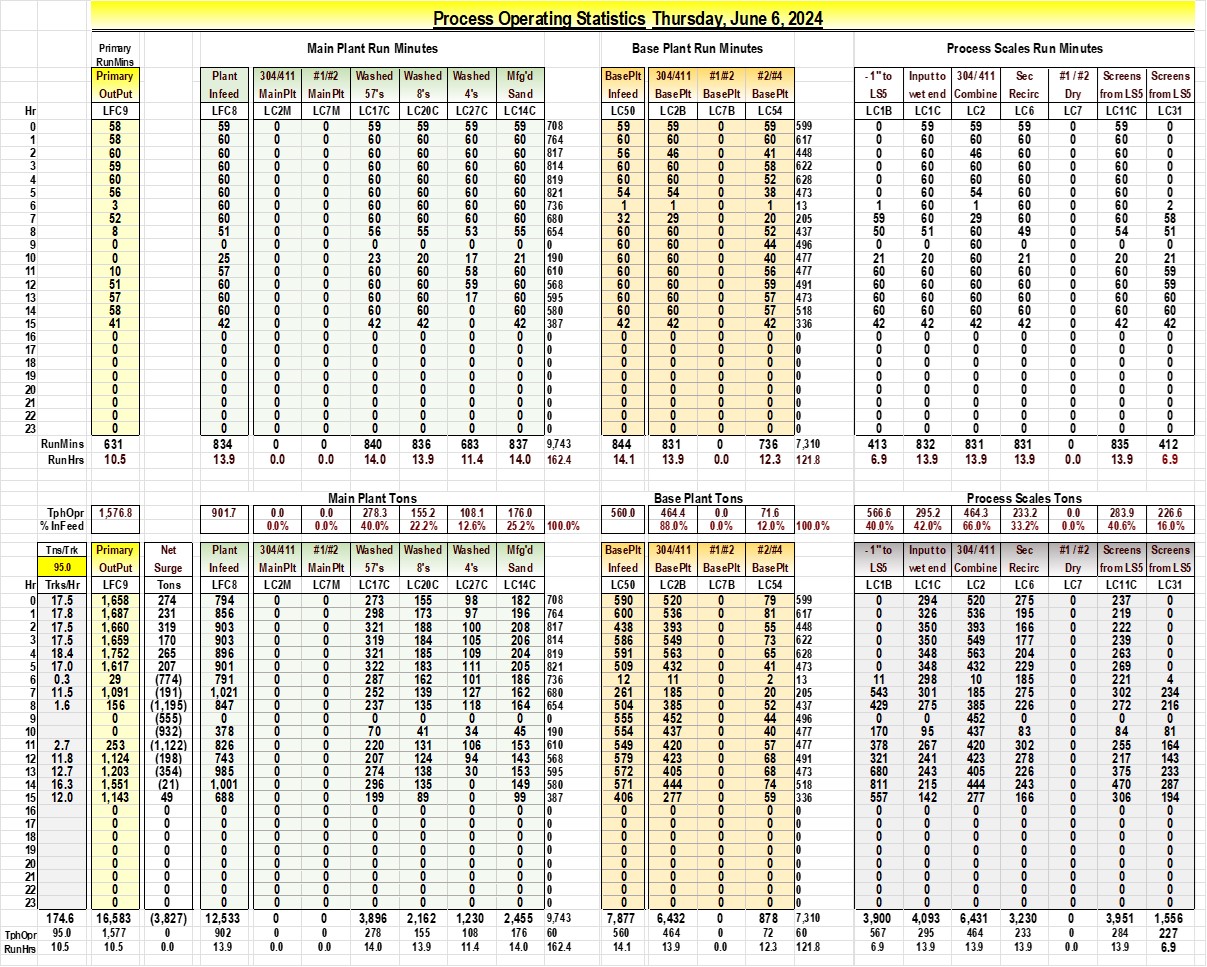 Process Operating Statistics Thursday, June 6, 2024
Primary Main Plant Run Minutes Base Plant Run Minutes Process Scales Run Minutes
RunMins
Primary Plant 304/411 #1/#2 Washed Washed Washed Mfg'd BasePlt 304/411 #1/#2 #2/#4 -1" to Input to 304/411 Sec #1/#2 Screens Screens
OutPut Infeed MainPlt MainPlt 57's 8's 4's Sand Infeed BasePlt BasePlt BasePlt LS5 wet end Combine Recirc Dry from LS5 from LS5
Hr LFC9 LFC8 LC2M LC7M LC17C LC20C LC27C LC14C LC50 LC2B LC7B LC54 LC1B LC1C LC2 LC6 LC7 LC11C LC31
0 58 59 0 0 59 59 59 59 708 59 59 0 59 599 0 59 59 59 0 59 0
1 58 60 0 0 60 60 60 60 764 60 60 0 60 617 0 60 60 60 0 60 0
2 60 60 0 0 60 60 60 60 817 56 46 0 41 448 0 60 46 60 0 60 0
3 59 60 0 0 60 60 60 60 814 60 60 0 58 622 0 60 60 60 0 60 0
4 60 60 0 0 60 60 60 60 819 60 60 0 52 628 0 60 60 60 0 60 0
5 56 60 0 0 60 60 60 60 821 54 54 0 38 473 0 60 54 60 0 60 0
6 3 60 0 0 60 60 60 60 736 1 1 0 1 13 1 60 1 60 0 60 2
7 52 60 0 0 60 60 60 60 680 32 29 0 20 205 59 60 29 60 0 60 58
8 8 51 0 0 56 55 53 55 654 60 60 0 52 437 50 51 60 49 0 54 51
9 0 0 0 0 0 0 0 0 0 60 60 0 44 496 0 0 60 0 0 0 0
10 0 25 0 0 23 20 17 21 190 60 60 0 40 477 21 20 60 21 0 20 21
11 10 57 0 0 60 60 58 60 610 60 60 0 56 477 60 60 60 60 0 60 59
12 51 60 0 0 60 60 59 60 568 60 60 0 59 491 60 60 60 60 0 60 59
13 57 60 0 0 60 60 17 60 595 60 60 0 57 473 60 60 60 60 0 60 60
14 58 60 0 0 60 60 0 60 580 60 60 0 57 518 60 60 60 60 0 60 60
15 41 42 0 0 42 42 0 42 387 42 42 0 42 336 42 42 42 42 0 42 42
16 0 0 0 0 0 0 0 0 0 0 0 0 0 0 0 0 0 0 0 0 0
17 0 0 0 0 0 0 0 0 0 0 0 0 0 0 0 0 0 0 0 0 0
18 0 0 0 0 0 0 0 0 0 0 0 0 0 0 0 0 0 0 0 0 0
19 0 0 0 0 0 0 0 0 0 0 0 0 0 0 0 0 0 0 0 0 0
20 0 0 0 0 0 0 0 0 0 0 0 0 0 0 0 0 0 0 0 0 0
21 0 0 0 0 0 0 0 0 0 0 0 0 0 0 0 0 0 0 0 0 0
22 0 0 0 0 0 0 0 0 0 0 0 0 0 0 0 0 0 0 0 0 0
23 0 0 0 0 0 0 0 0 0 0 0 0 0 0 0 0 0 0 0 0 0
RunMins 631 834 0 0 840 836 683 837 9,743 844 831 0 736 7,310 413 832 831 831 0 835 412
RunHrs 10.5 13.9 0.0 0.0 14.0 13.9 11.4 14.0 162.4 14.1 13.9 0.0 12.3 121.8 6.9 13.9 13.9 13.9 0.0 13.9 6.9
Main Plant Tons Base Plant Tons Process Scales Tons
TphOpr 1,576.8 901.7 0.0 0.0 278.3 155.2 108.1 176.0 560.0 464.4 0.0 71.6 566.6 295.2 464.3 233.2 0.0 283.9 226.6
% InFeed 0.0% 0.0% 40.0% 22.2% 12.6% 25.2% 100.0% 88.0% 0.0% 12.0% 100.0% 40.0% 42.0% 66.0% 33.2% 0.0% 40.6% 16.0%
Tns/Trk Primary Net Plant 304/411 #1/#2 Washed Washed Washed Mfg'd BasePlt 304/411 #1/#2 #2/#4 -1" to Input to 304/411 Sec #1/#2 Screens Screens
95.0 OutPut Surge Infeed MainPlt MainPlt 57's 8's 4's Sand Infeed BasePlt BasePlt BasePlt LS5 wet end Combine Recirc Dry from LS5 from LS5
Hr Trks/Hr LFC9 Tons LFC8 LC2M LC7M LC17C LC20C LC27C LC14C LC50 LC2B LC7B LC54 LC1B LC1C LC2 LC6 LC7 LC11C LC31
0 17.5 1,658 274 794 0 0 273 155 98 182 708 590 520 0 79 599 0 294 520 275 0 237 0
1 17.8 1,687 231 856 0 0 298 173 97 196 764 600 536 0 81 617 0 326 536 195 0 219 0
2 17.5 1,660 319 903 0 0 321 188 100 208 817 438 393 0 55 448 0 350 393 166 0 222 0
3 17.5 1,659 170 903 0 0 319 184 105 206 814 586 549 0 73 622 0 350 549 177 0 239 0
4 18.4 1,752 265 896 0 0 321 185 109 204 819 591 563 0 65 628 0 348 563 204 0 263 0
5 17.0 1,617 207 901 0 0 322 183 111 205 821 509 432 0 41 473 0 348 432 229 0 269 0
6 0.3 29 (774) 791 0 0 287 162 101 186 736 12 11 0 2 13 11 298 10 185 0 221 4
7 11.5 1,091 (191) 1,021 0 0 252 139 127 162 680 261 185 0 20 205 543 301 185 275 0 302 234
8 1.6 156 (1,195) 847 0 0 237 135 118 164 654 504 385 0 52 437 429 275 385 226 0 272 216
9 0 (555) 0 0 0 0 0 0 0 0 555 452 0 44 496 0 0 452 0 0 0 0
10 0 (932) 378 0 0 70 41 34 45 190 554 437 0 40 477 170 95 437 83 0 84 81
11 2.7 253 (1,122) 826 0 0 220 131 106 153 610 549 420 0 57 477 378 267 420 302 0 255 164
12 11.8 1,124 (198) 743 0 0 207 124 94 143 568 579 423 0 68 491 321 241 423 278 0 217 143
13 12.7 1,203 (354) 985 0 0 274 138 30 153 595 572 405 0 68 473 680 243 405 226 0 375 233
14 16.3 1,551 (21) 1,001 0 0 296 135 0 149 580 571 444 0 74 518 811 215 444 243 0 470 287
15 12.0 1,143 49 688 0 0 199 89 0 99 387 406 277 0 59 336 557 142 277 166 0 306 194
16 0 0 0 0 0 0 0 0 0 0 0 0 0 0 0 0 0 0 0 0 0 0
17 0 0 0 0 0 0 0 0 0 0 0 0 0 0 0 0 0 0 0 0 0 0
18 0 0 0 0 0 0 0 0 0 0 0 0 0 0 0 0 0 0 0 0 0 0
19 0 0 0 0 0 0 0 0 0 0 0 0 0 0 0 0 0 0 0 0 0 0
20 0 0 0 0 0 0 0 0 0 0 0 0 0 0 0 0 0 0 0 0 0 0
21 0 0 0 0 0 0 0 0 0 0 0 0 0 0 0 0 0 0 0 0 0 0
22 0 0 0 0 0 0 0 0 0 0 0 0 0 0 0 0 0 0 0 0 0 0
23 0 0 0 0 0 0 0 0 0 0 0 0 0 0 0 0 0 0 0 0 0 0
174.6 16,583 (3,827) 12,533 0 0 3,896 2,162 1,230 2,455 9,743 7,877 6,432 0 878 7,310 3,900 4,093 6,431 3,230 0 3,951 1,556
TphOpr 95.0 1,577 0 902 0 0 278 155 108 176 60 560 464 0 72 60 567 295 464 233 0 284 227
RunHrs 10.5 10.5 0.0 13.9 0.0 0.0 14.0 13.9 11.4 14.0 162.4 14.1 13.9 0.0 12.3 121.8 6.9 13.9 13.9 13.9 0.0 13.9 6.9